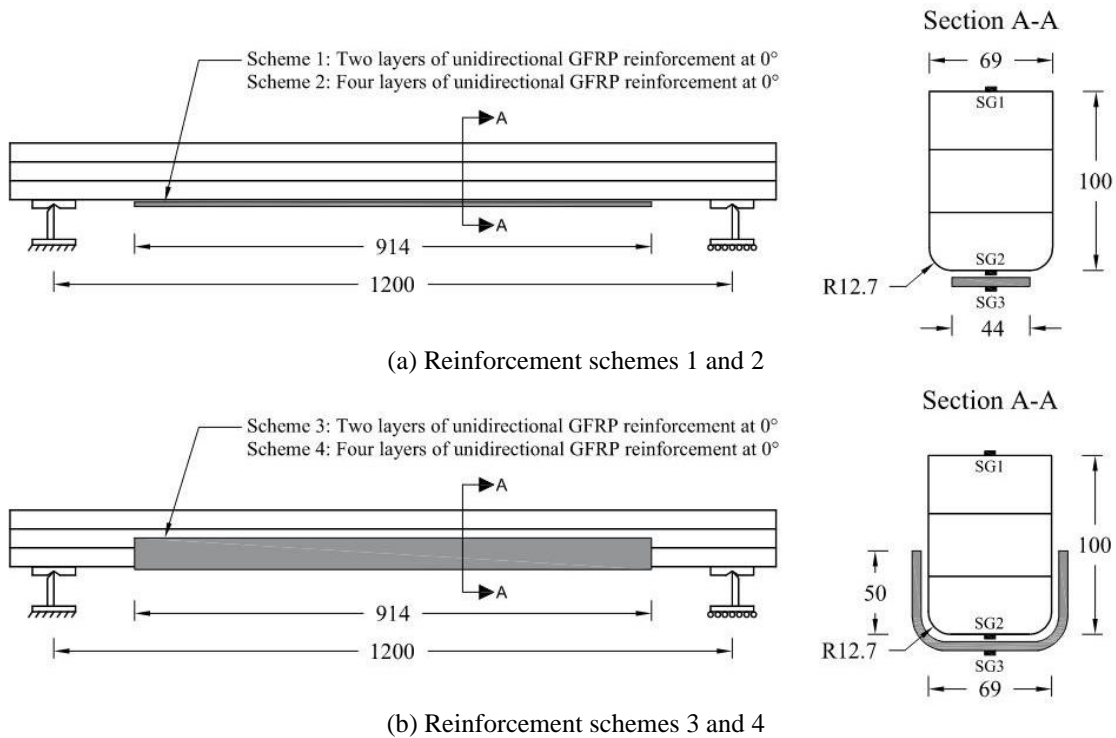 Scheme 1: Two layers of unidirectional GFRP reinforcement at 0°
Scheme 2: Four layers of unidirectional GFRP reinforcement at 0°
A
A
914
1200
Section A-A
69
SG1
100
SG2
R12.7
SG3
44
(a) Reinforcement schemes 1 and 2
Scheme 3: Two layers of unidirectional GFRP reinforcement at 0°
Scheme 4: Four layers of unidirectional GFRP reinforcement at 0°
A
A
914
1200
Section A-A
SG1
100
50
SG2
R12.7
SG3
69
(b) Reinforcement schemes 3 and 4